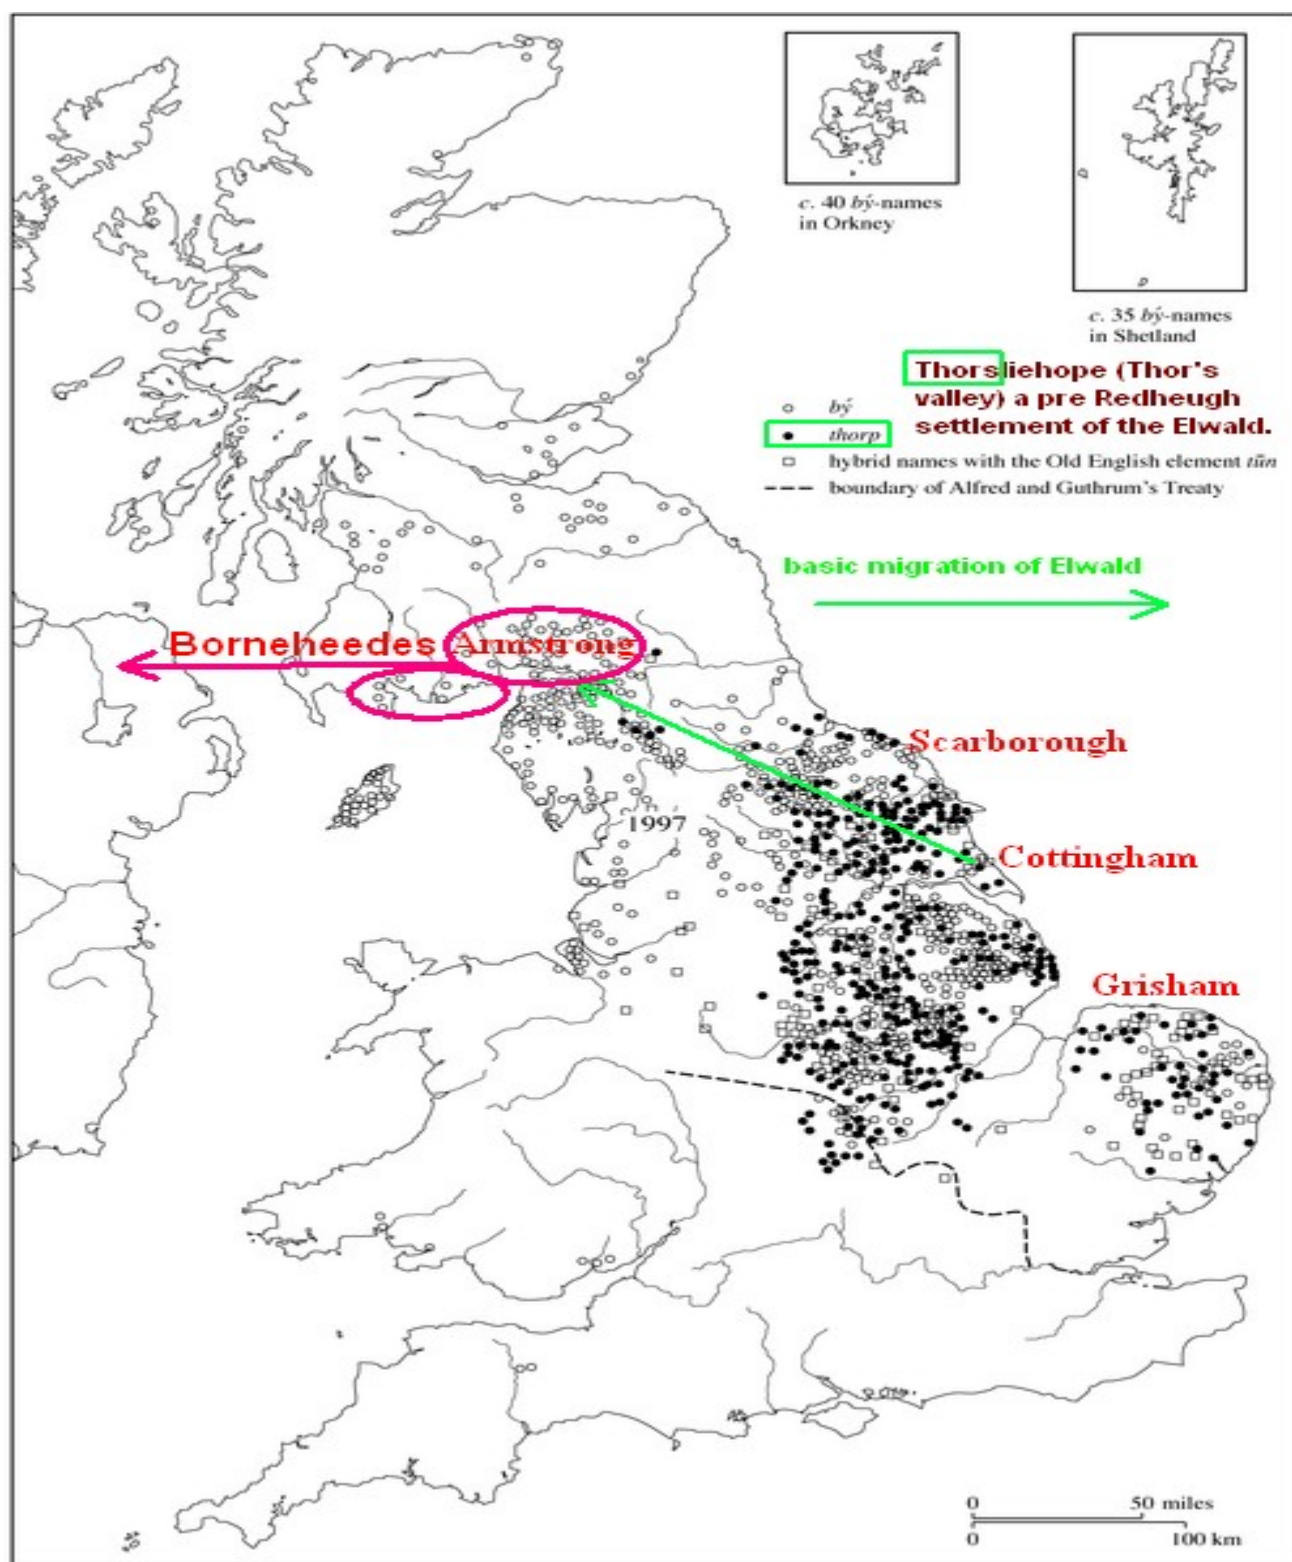 c. 40 bý-names
in Orkney
c. 35 bý-names
in Shetland
Thorsliehope (Thor's
valley) a pre Redheugh
settlement of the Elwald.
bý
thorp
hybrid names with the Old English element tūn
boundary of Alfred and Guthrum's Treaty
basic migration of Elwald
Borneheedes Armstrong
Scarborough
1997
Cottingham
Grisham
0 50 miles
0 100 km